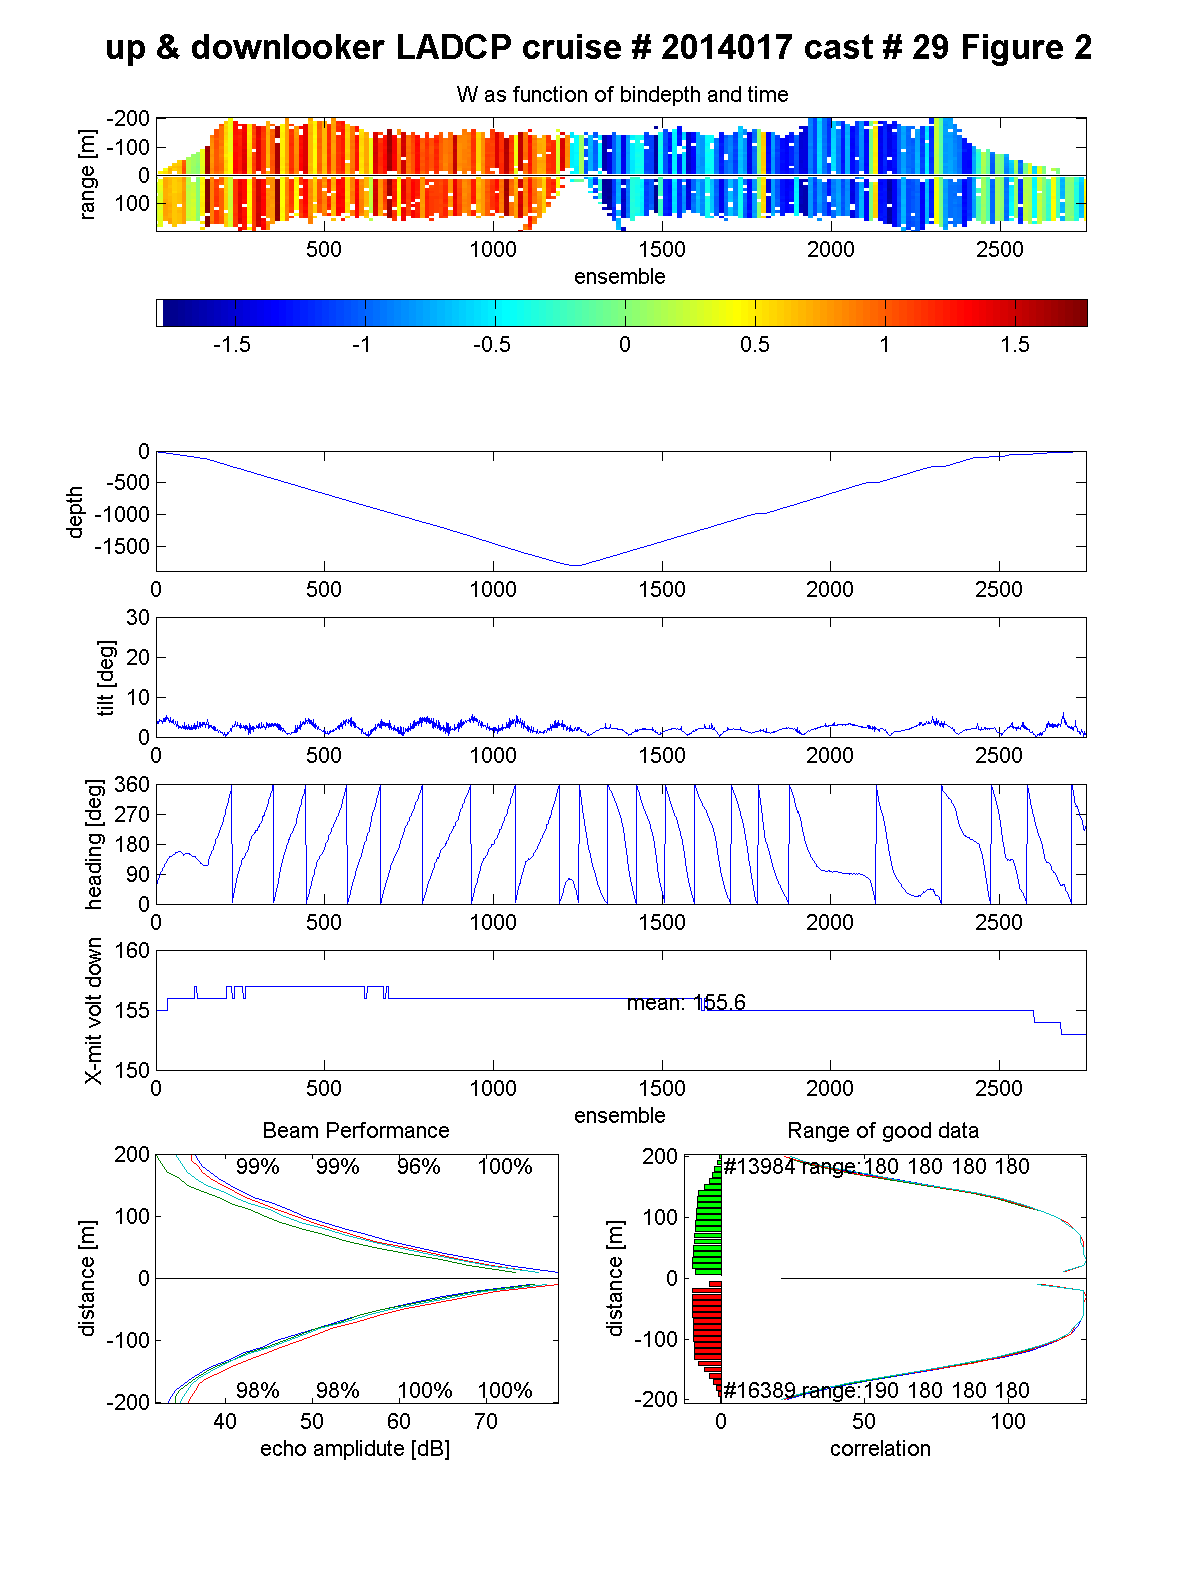 up & downlooker LADCP cruise # 2014017 cast # 29 Figure 2
W as function of bindepth and time
-200
-100
0
100
range [m]
500 1000 1500 2000 2500
ensemble
-1.5 -1 -0.5 0 0.5 1 1.5
0
-500
-1000
-1500
depth
0 500 1000 1500 2000 2500
30
20
10
0
tilt [deg]
0 500 1000 1500 2000 2500
360
270
180
90
0
heading [deg]
0 500 1000 1500 2000 2500
160
155
150
X-mit volt down
mean: 155.6
0 500 1000 1500 2000 2500
ensemble
Beam Performance
200
100
0
-100
-200
distance [m]
99% 99% 96% 100%
98% 98% 100% 100%
40 50 60 70
echo amplidute [dB]
Range of good data
200
100
0
-100
-200
distance [m]
#13984 range: 180 180 180 180
#16389 range: 190 180 180 180
0 50 100
correlation